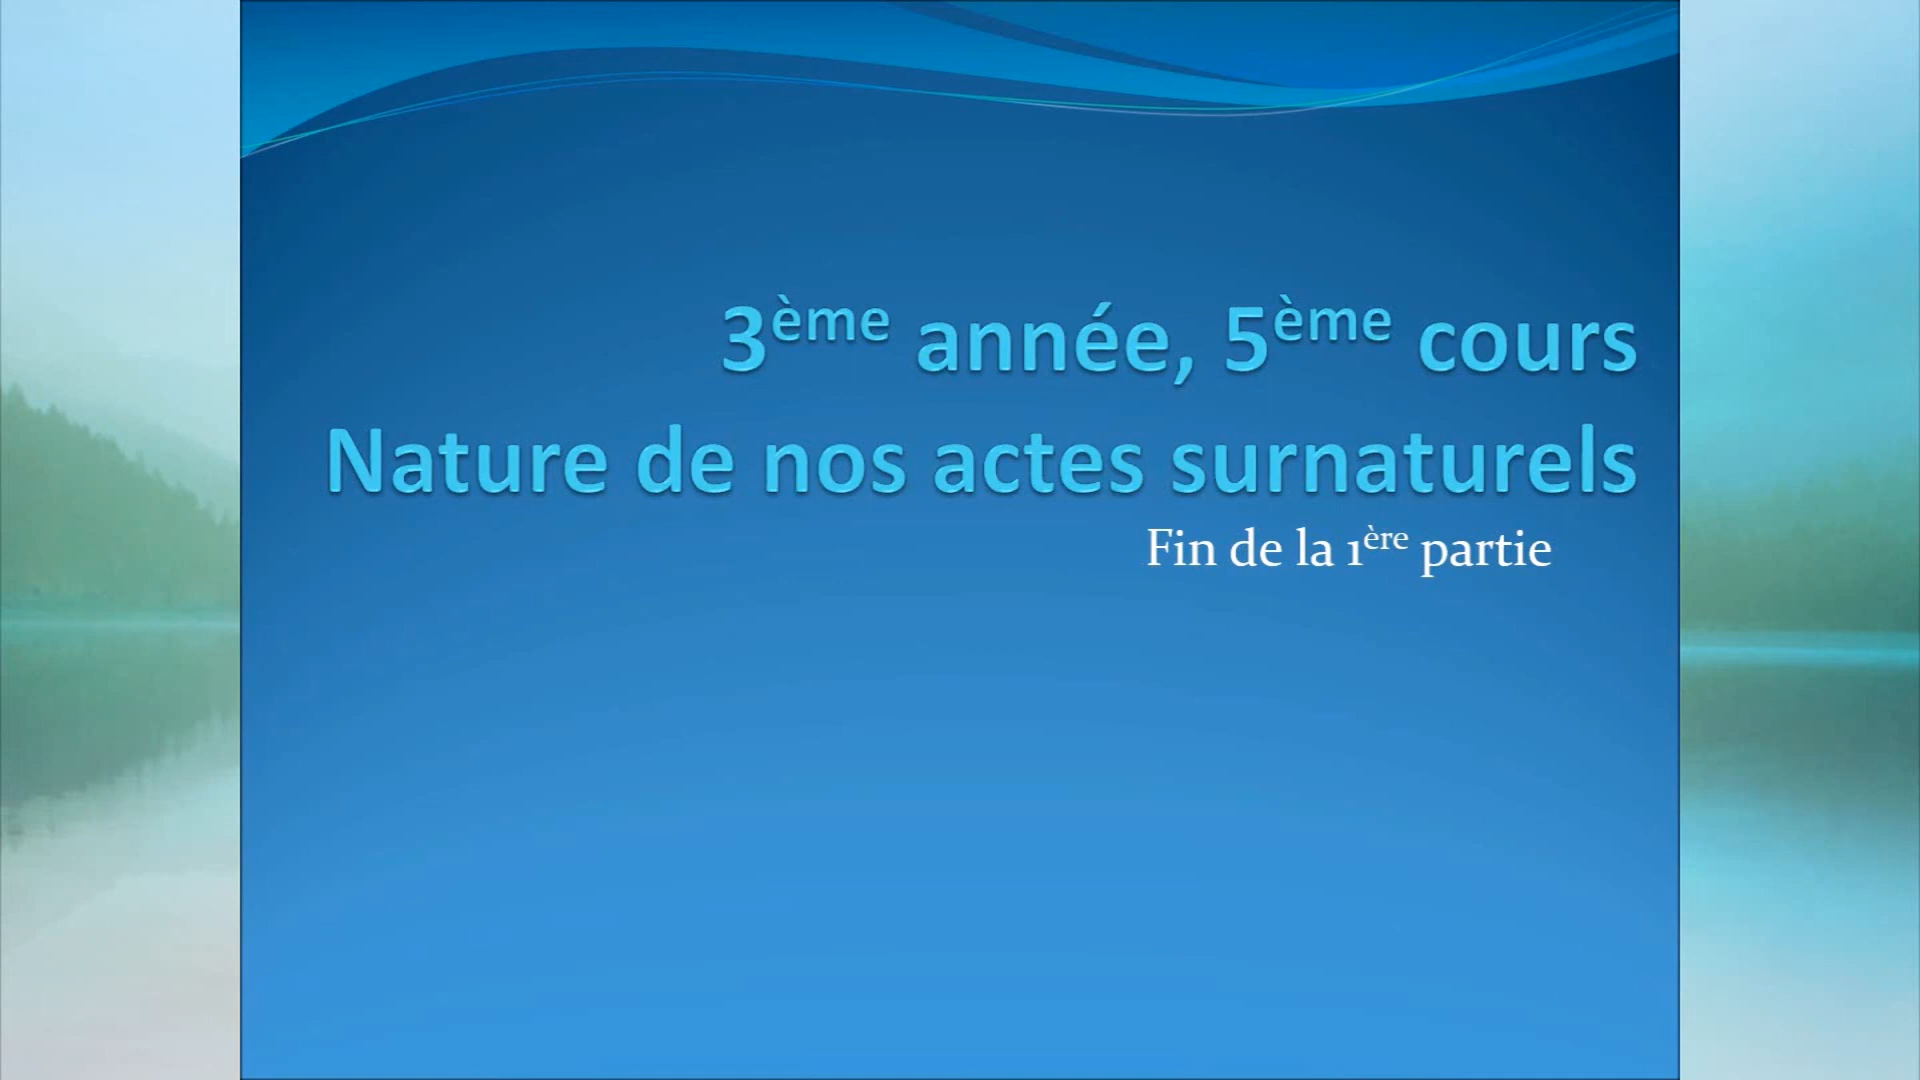 3ème année, 5ème cours
Nature de nos actes surnaturels
Fin de la 1ère partie